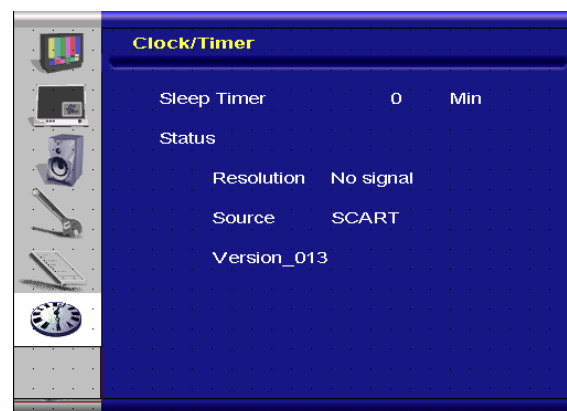 Clock/Timer
Sleep Timer 0 Min
Status
Resolution No signal
Source SCART
Version_013